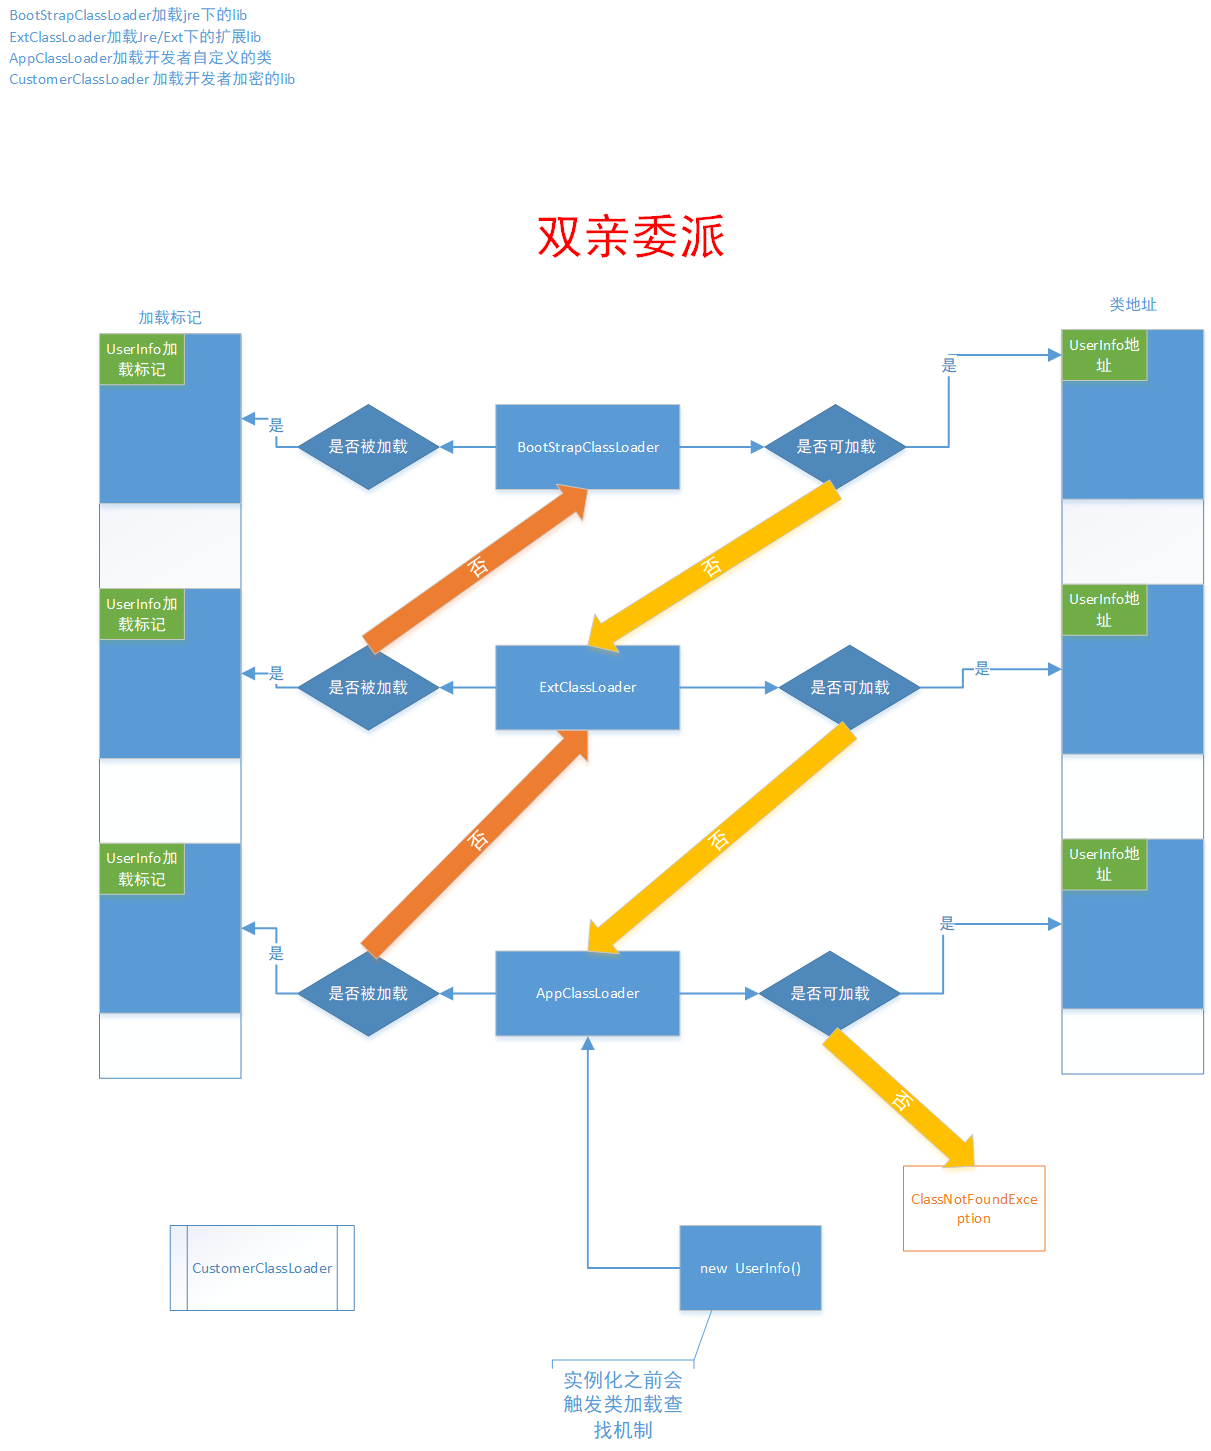 BootStrapClassLoader加载jre下的lib
ExtClassLoader加载Jre/Ext下的扩展lib
AppClassLoader加载开发者自定义的类
CustomerClassLoader 加载开发者加密的lib
双亲委派
加载标记
类地址
UserInfo加
载标记
UserInfo地
址
是
是否被加载
BootStrapClassLoader
是否可加载
是
否
否
UserInfo加
载标记
UserInfo地
址
是
是否被加载
ExtClassLoader
是否可加载
是
否
否
UserInfo加
载标记
UserInfo地
址
是
是否被加载
AppClassLoader
是否可加载
是
否
ClassNotFoundExce
ption
CustomerClassLoader
new  UserInfo()
实例化之前会
触发类加载查
找机制